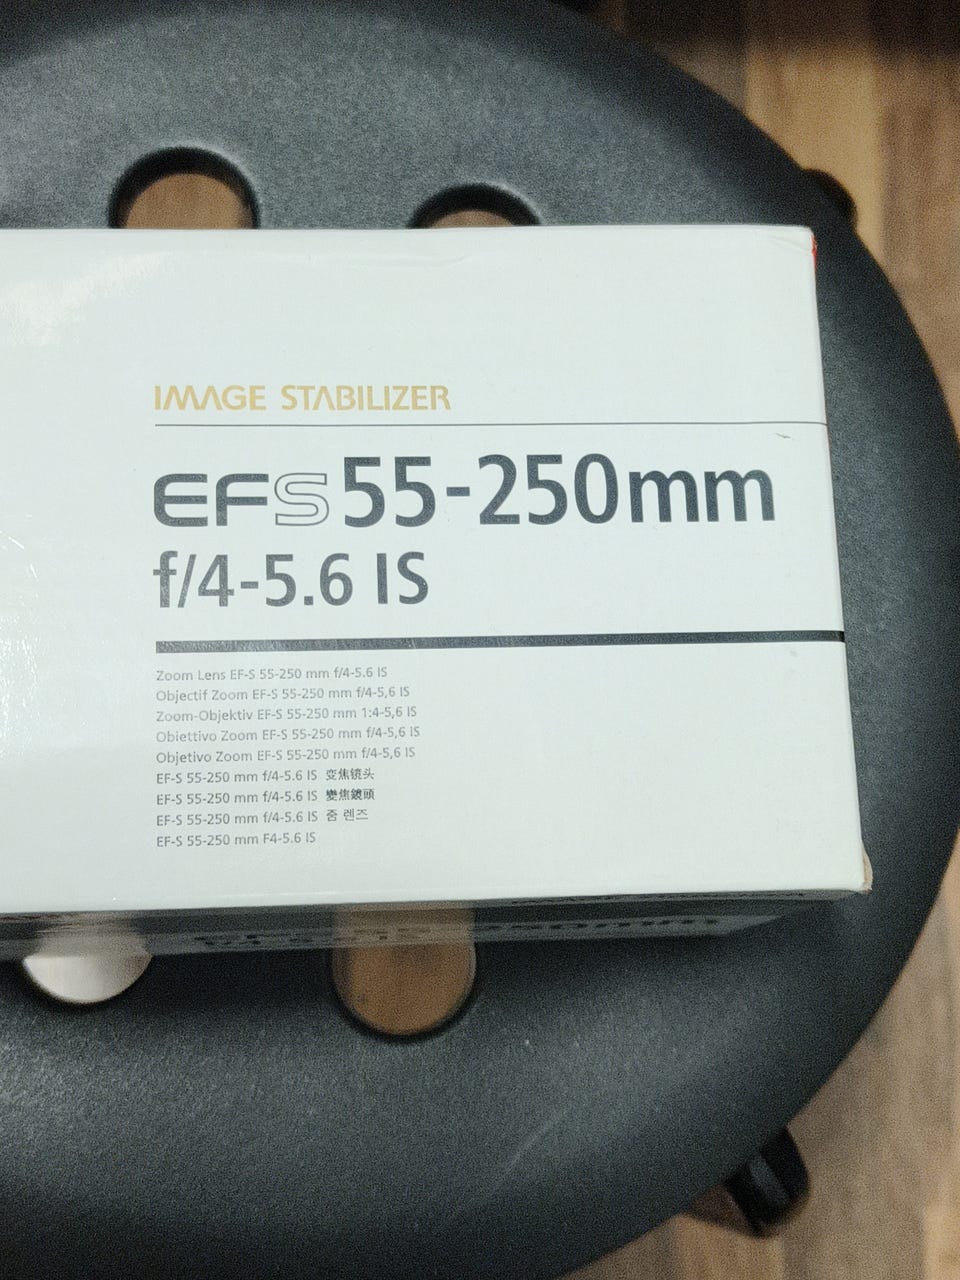 IMAGE STABILIZER
EFS 55-250mm
f/4-5.6 IS
Zoom Lens EF-S 55-250 mm f/4-5.6 IS
Objectif Zoom EF-S 55-250 mm f/4-5,6 IS
Zoom-Objektiv EF-S 55-250 mm 1:4-5,6 IS
Obiettivo Zoom EF-S 55-250 mm f/4-5,6 IS
Objetivo Zoom EF-S 55-250 mm f/4-5,6 IS
EF-S 55-250 mm f/4-5.6 IS 变焦镜头
EF-S 55-250 mm f/4-5.6 IS 變焦鏡頭
EF-S 55-250 mm f/4-5.6 IS 줌 렌즈
EF-S 55-250 mm F4-5.6 IS